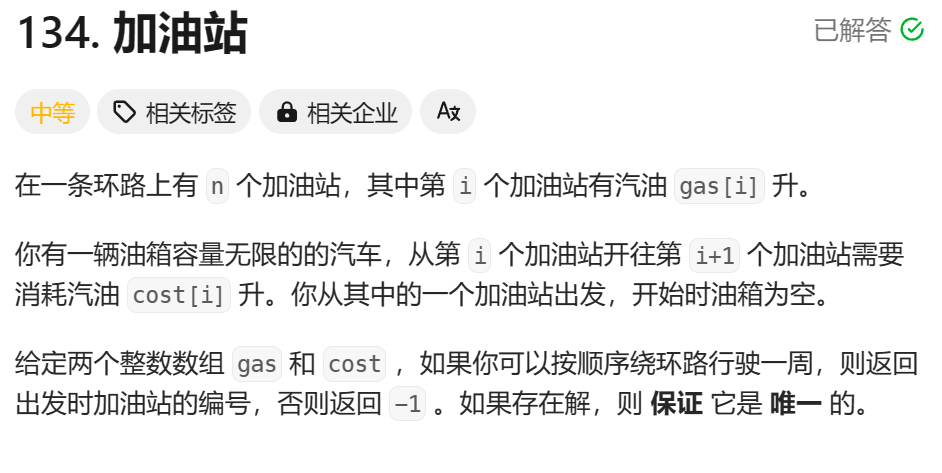 134. 加油站
已解答
中等 相关标签 相关企业
在一条环路上有 n 个加油站，其中第 i 个加油站有汽油 gas[i] 升。
你有一辆油箱容量无限的的汽车，从第 i 个加油站开往第 i+1 个加油站需要
消耗汽油 cost[i] 升。你从其中的一个加油站出发，开始时油箱为空。
给定两个整数数组 gas 和 cost ，如果你可以按顺序绕环路行驶一周，则返回
出发时加油站的编号，否则返回 -1 。如果存在解，则 保证 它是 唯一 的。